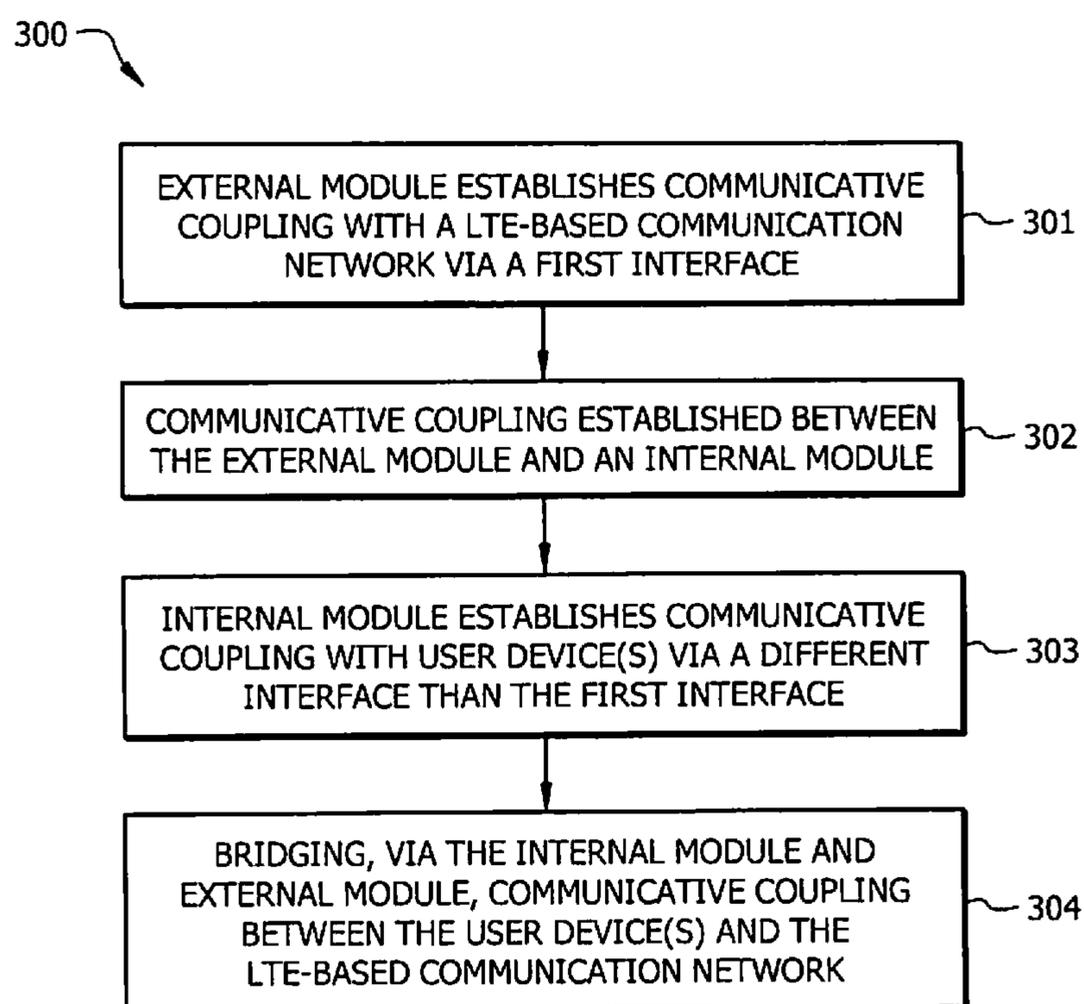 300
EXTERNAL MODULE ESTABLISHES COMMUNICATIVE
COUPLING WITH A LTE-BASED COMMUNICATION
NETWORK VIA A FIRST INTERFACE
301
COMMUNICATIVE COUPLING ESTABLISHED BETWEEN
THE EXTERNAL MODULE AND AN INTERNAL MODULE
302
INTERNAL MODULE ESTABLISHES COMMUNICATIVE
COUPLING WITH USER DEVICE(S) VIA A DIFFERENT
INTERFACE THAN THE FIRST INTERFACE
303
BRIDGING, VIA THE INTERNAL MODULE AND
EXTERNAL MODULE, COMMUNICATIVE COUPLING
BETWEEN THE USER DEVICE(S) AND THE
LTE-BASED COMMUNICATION NETWORK
304